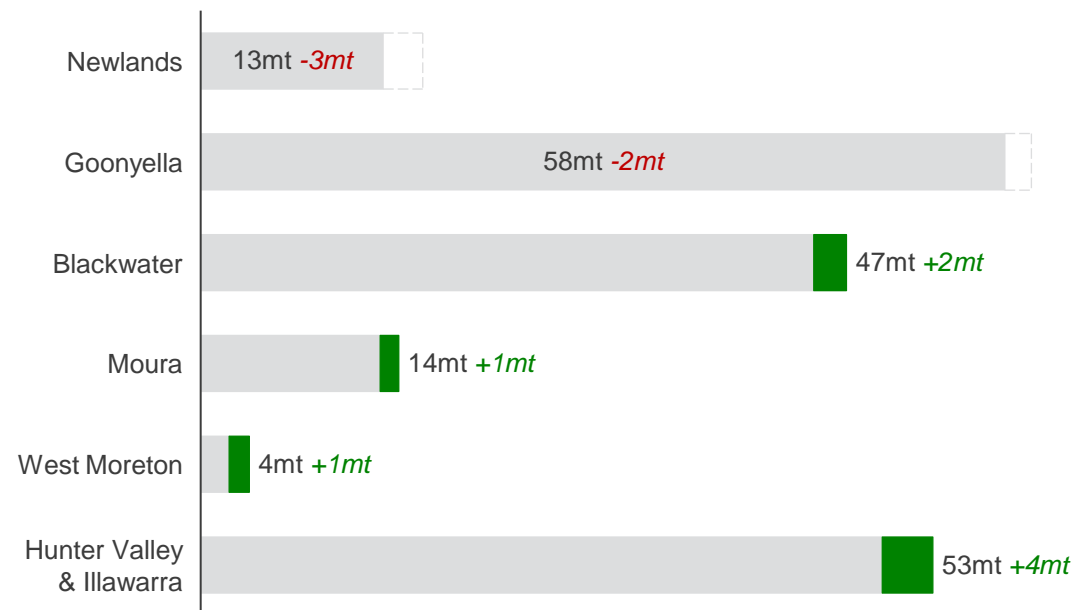 Newlands 13mt -3mt
Goonyella 58mt -2mt
Blackwater 47mt +2mt
Moura 14mt +1mt
West Moreton 4mt +1mt
Hunter Valley
& Illawarra 53mt +4mt